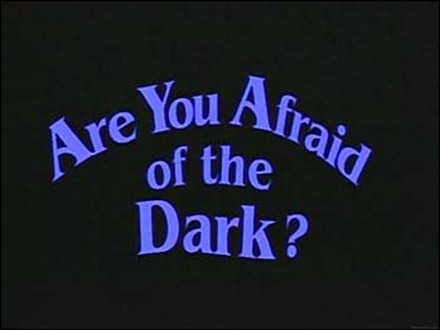 Are You Afraid
of the
Dark?